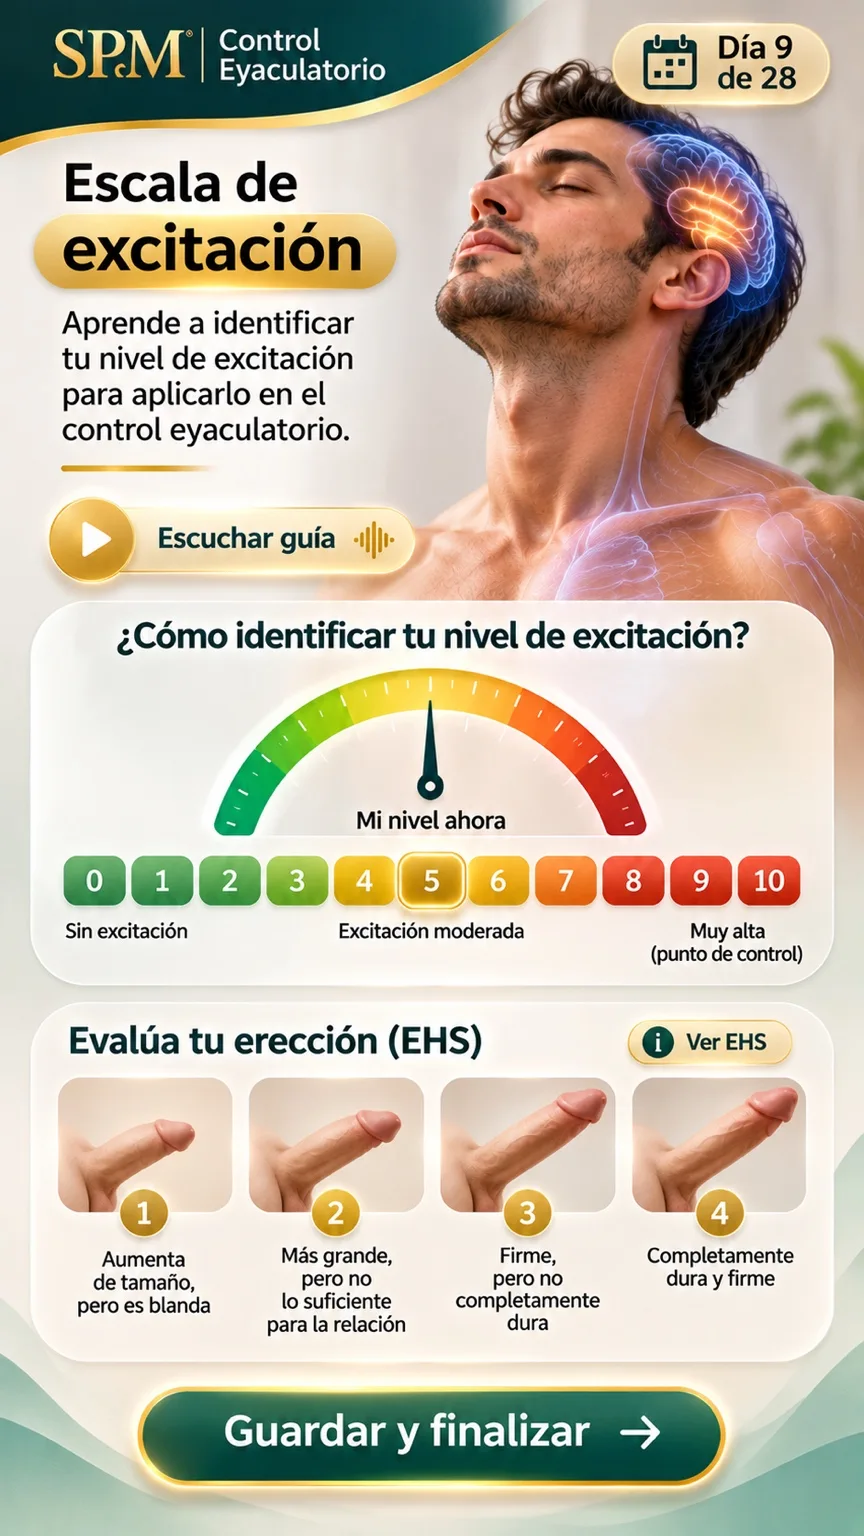 SPM®
Control
Eyaculatorio
Día 9
de 28
Escala de
excitación
Aprende a identificar
tu nivel de excitación
para aplicarlo en el
control eyaculatorio.
Escuchar guía
¿Cómo identificar tu nivel de excitación?
Mi nivel ahora
0 1 2 3 4 5 6 7 8 9 10
Sin excitación
Excitación moderada
Muy alta
(punto de control)
Evalúa tu erección (EHS)
i Ver EHS
1
Aumenta
de tamaño,
pero es blanda
2
Más grande,
pero no
lo suficiente
para la relación
3
Firme,
pero no
completamente
dura
4
Completamente
dura y firme
Guardar y finalizar →